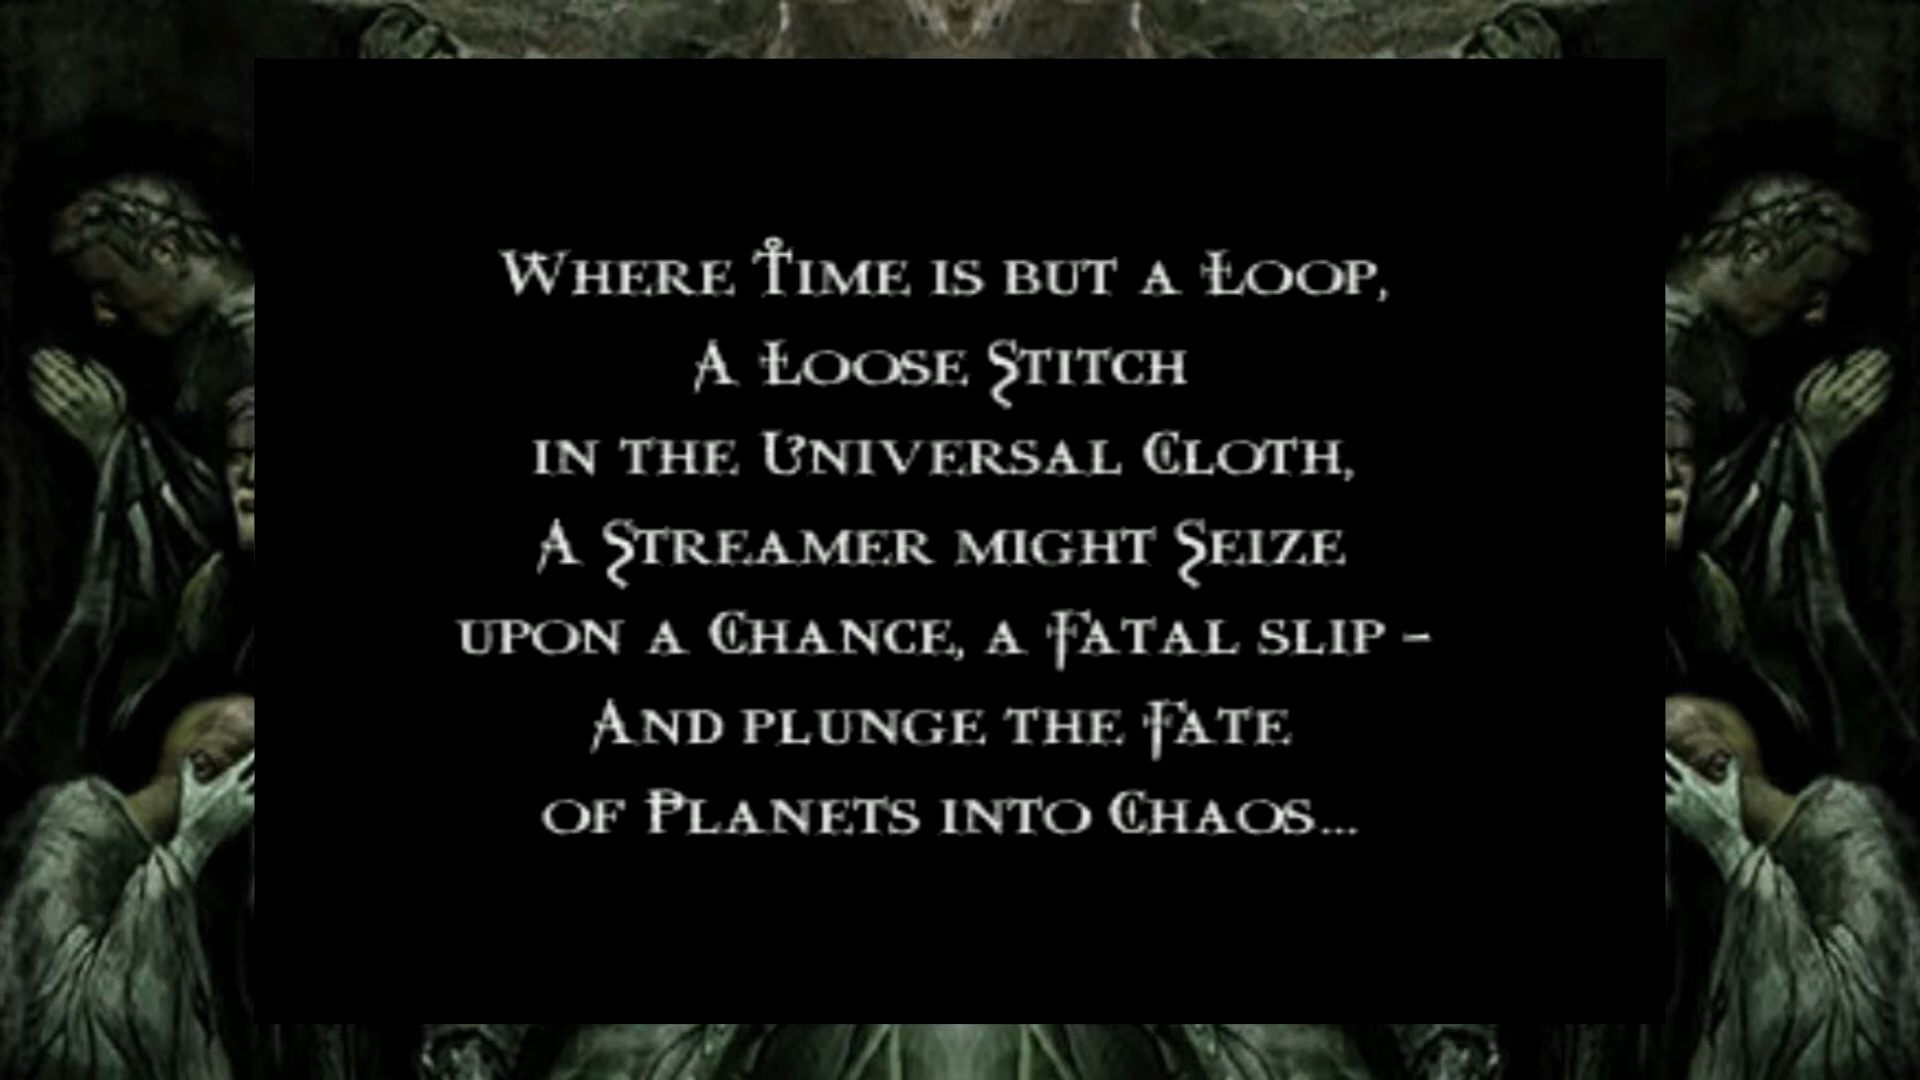 Where Time is but a Loop,
A Loose Stitch
in the Universal Cloth,
A Streamer might Seize
upon a Chance, a Fatal slip -
And plunge the Fate
of Planets into Chaos...